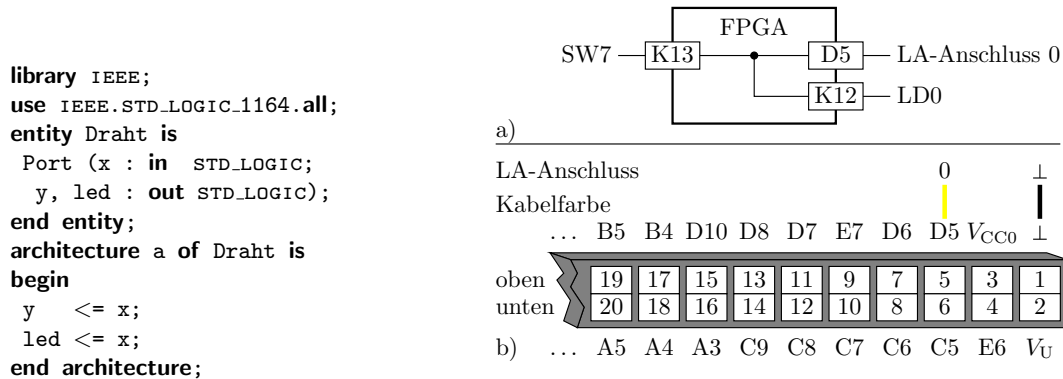 library IEEE;
use IEEE.STD_LOGIC_1164.all;
entity Draht is
Port (x : in STD_LOGIC;
y, led : out STD_LOGIC);
end entity;
architecture a of Draht is
begin
y <= x;
led <= x;
end architecture;
FPGA
SW7 K13 D5 LA-Anschluss 0
K12 LD0
a)
LA-Anschluss 0 ⊥
Kabelfarbe
... B5 B4 D10 D8 D7 E7 D6 D5 VCC0 ⊥
oben 19 17 15 13 11 9 7 5 3 1
unten 20 18 16 14 12 10 8 6 4 2
b) ... A5 A4 A3 C9 C8 C7 C6 C5 E6 VU